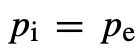 pᵢ = pₑ